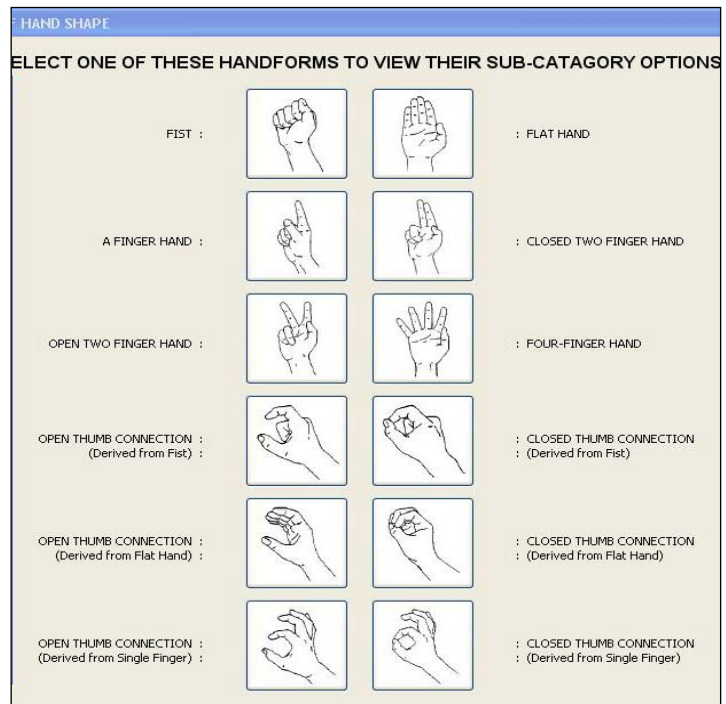 HAND SHAPE
ELECT ONE OF THESE HANDFORMS TO VIEW THEIR SUB-CATAGORY OPTIONS
FIST :
: FLAT HAND
A FINGER HAND :
: CLOSED TWO FINGER HAND
OPEN TWO FINGER HAND :
: FOUR-FINGER HAND
OPEN THUMB CONNECTION :
(Derived from Fist) :
: CLOSED THUMB CONNECTION
: (Derived from Fist)
OPEN THUMB CONNECTION :
(Derived from Flat Hand) :
: CLOSED THUMB CONNECTION
: (Derived from Flat Hand)
OPEN THUMB CONNECTION :
(Derived from Single Finger) :
: CLOSED THUMB CONNECTION
: (Derived from Single Finger)